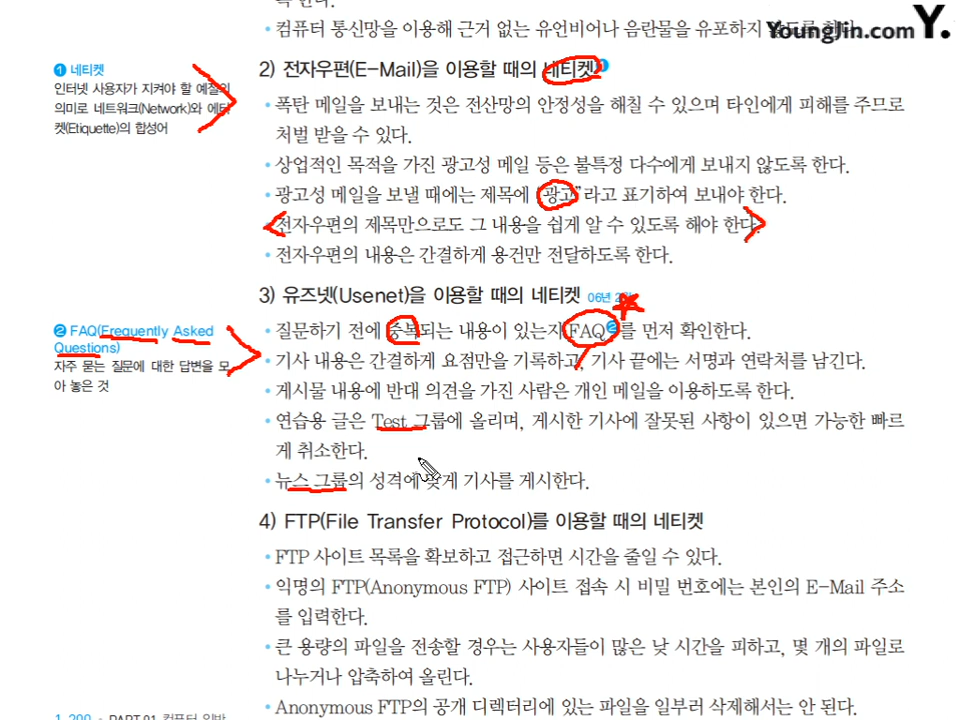 컴퓨터 통신망을 이용해 근거 없는 유언비어나 음란물을 유포하지 않도록 한다.
YoungJin.com Y.
❶ 네티켓
인터넷 사용자가 지켜야 할 예절의
의미로 네트워크(Network)와 에티
켓(Etiquette)의 합성어
2) 전자우편(E-Mail)을 이용할 때의 네티켓❶
• 폭탄 메일을 보내는 것은 전산망의 안정성을 해칠 수 있으며 타인에게 피해를 주므로
처벌 받을 수 있다.
• 상업적인 목적을 가진 광고성 메일 등은 불특정 다수에게 보내지 않도록 한다.
• 광고성 메일을 보낼 때에는 제목에 "광고"라고 표기하여 보내야 한다.
• 전자우편의 제목만으로도 그 내용을 쉽게 알 수 있도록 해야 한다.
• 전자우편의 내용은 간결하게 용건만 전달하도록 한다.
3) 유즈넷(Usenet)을 이용할 때의 네티켓 06년 2회
❷ FAQ(Frequently Asked
Questions)
자주 묻는 질문에 대한 답변을 모
아 놓은 것
• 질문하기 전에 중복되는 내용이 있는지 FAQ❷를 먼저 확인한다.
• 기사 내용은 간결하게 요점만을 기록하고, 기사 끝에는 서명과 연락처를 남긴다.
• 게시물 내용에 반대 의견을 가진 사람은 개인 메일을 이용하도록 한다.
• 연습용 글은 Test 그룹에 올리며, 게시한 기사에 잘못된 사항이 있으면 가능한 빠르
게 취소한다.
• 뉴스 그룹의 성격에 맞게 기사를 게시한다.
4) FTP(File Transfer Protocol)를 이용할 때의 네티켓
• FTP 사이트 목록을 확보하고 접근하면 시간을 줄일 수 있다.
• 익명의 FTP(Anonymous FTP) 사이트 접속 시 비밀 번호에는 본인의 E-Mail 주소
를 입력한다.
• 큰 용량의 파일을 전송할 경우는 사용자들이 많은 낮 시간을 피하고, 몇 개의 파일로
나누거나 압축하여 올린다.
• Anonymous FTP의 공개 디렉터리에 있는 파일을 일부러 삭제해서는 안 된다.
PART 01 컴퓨터 일반